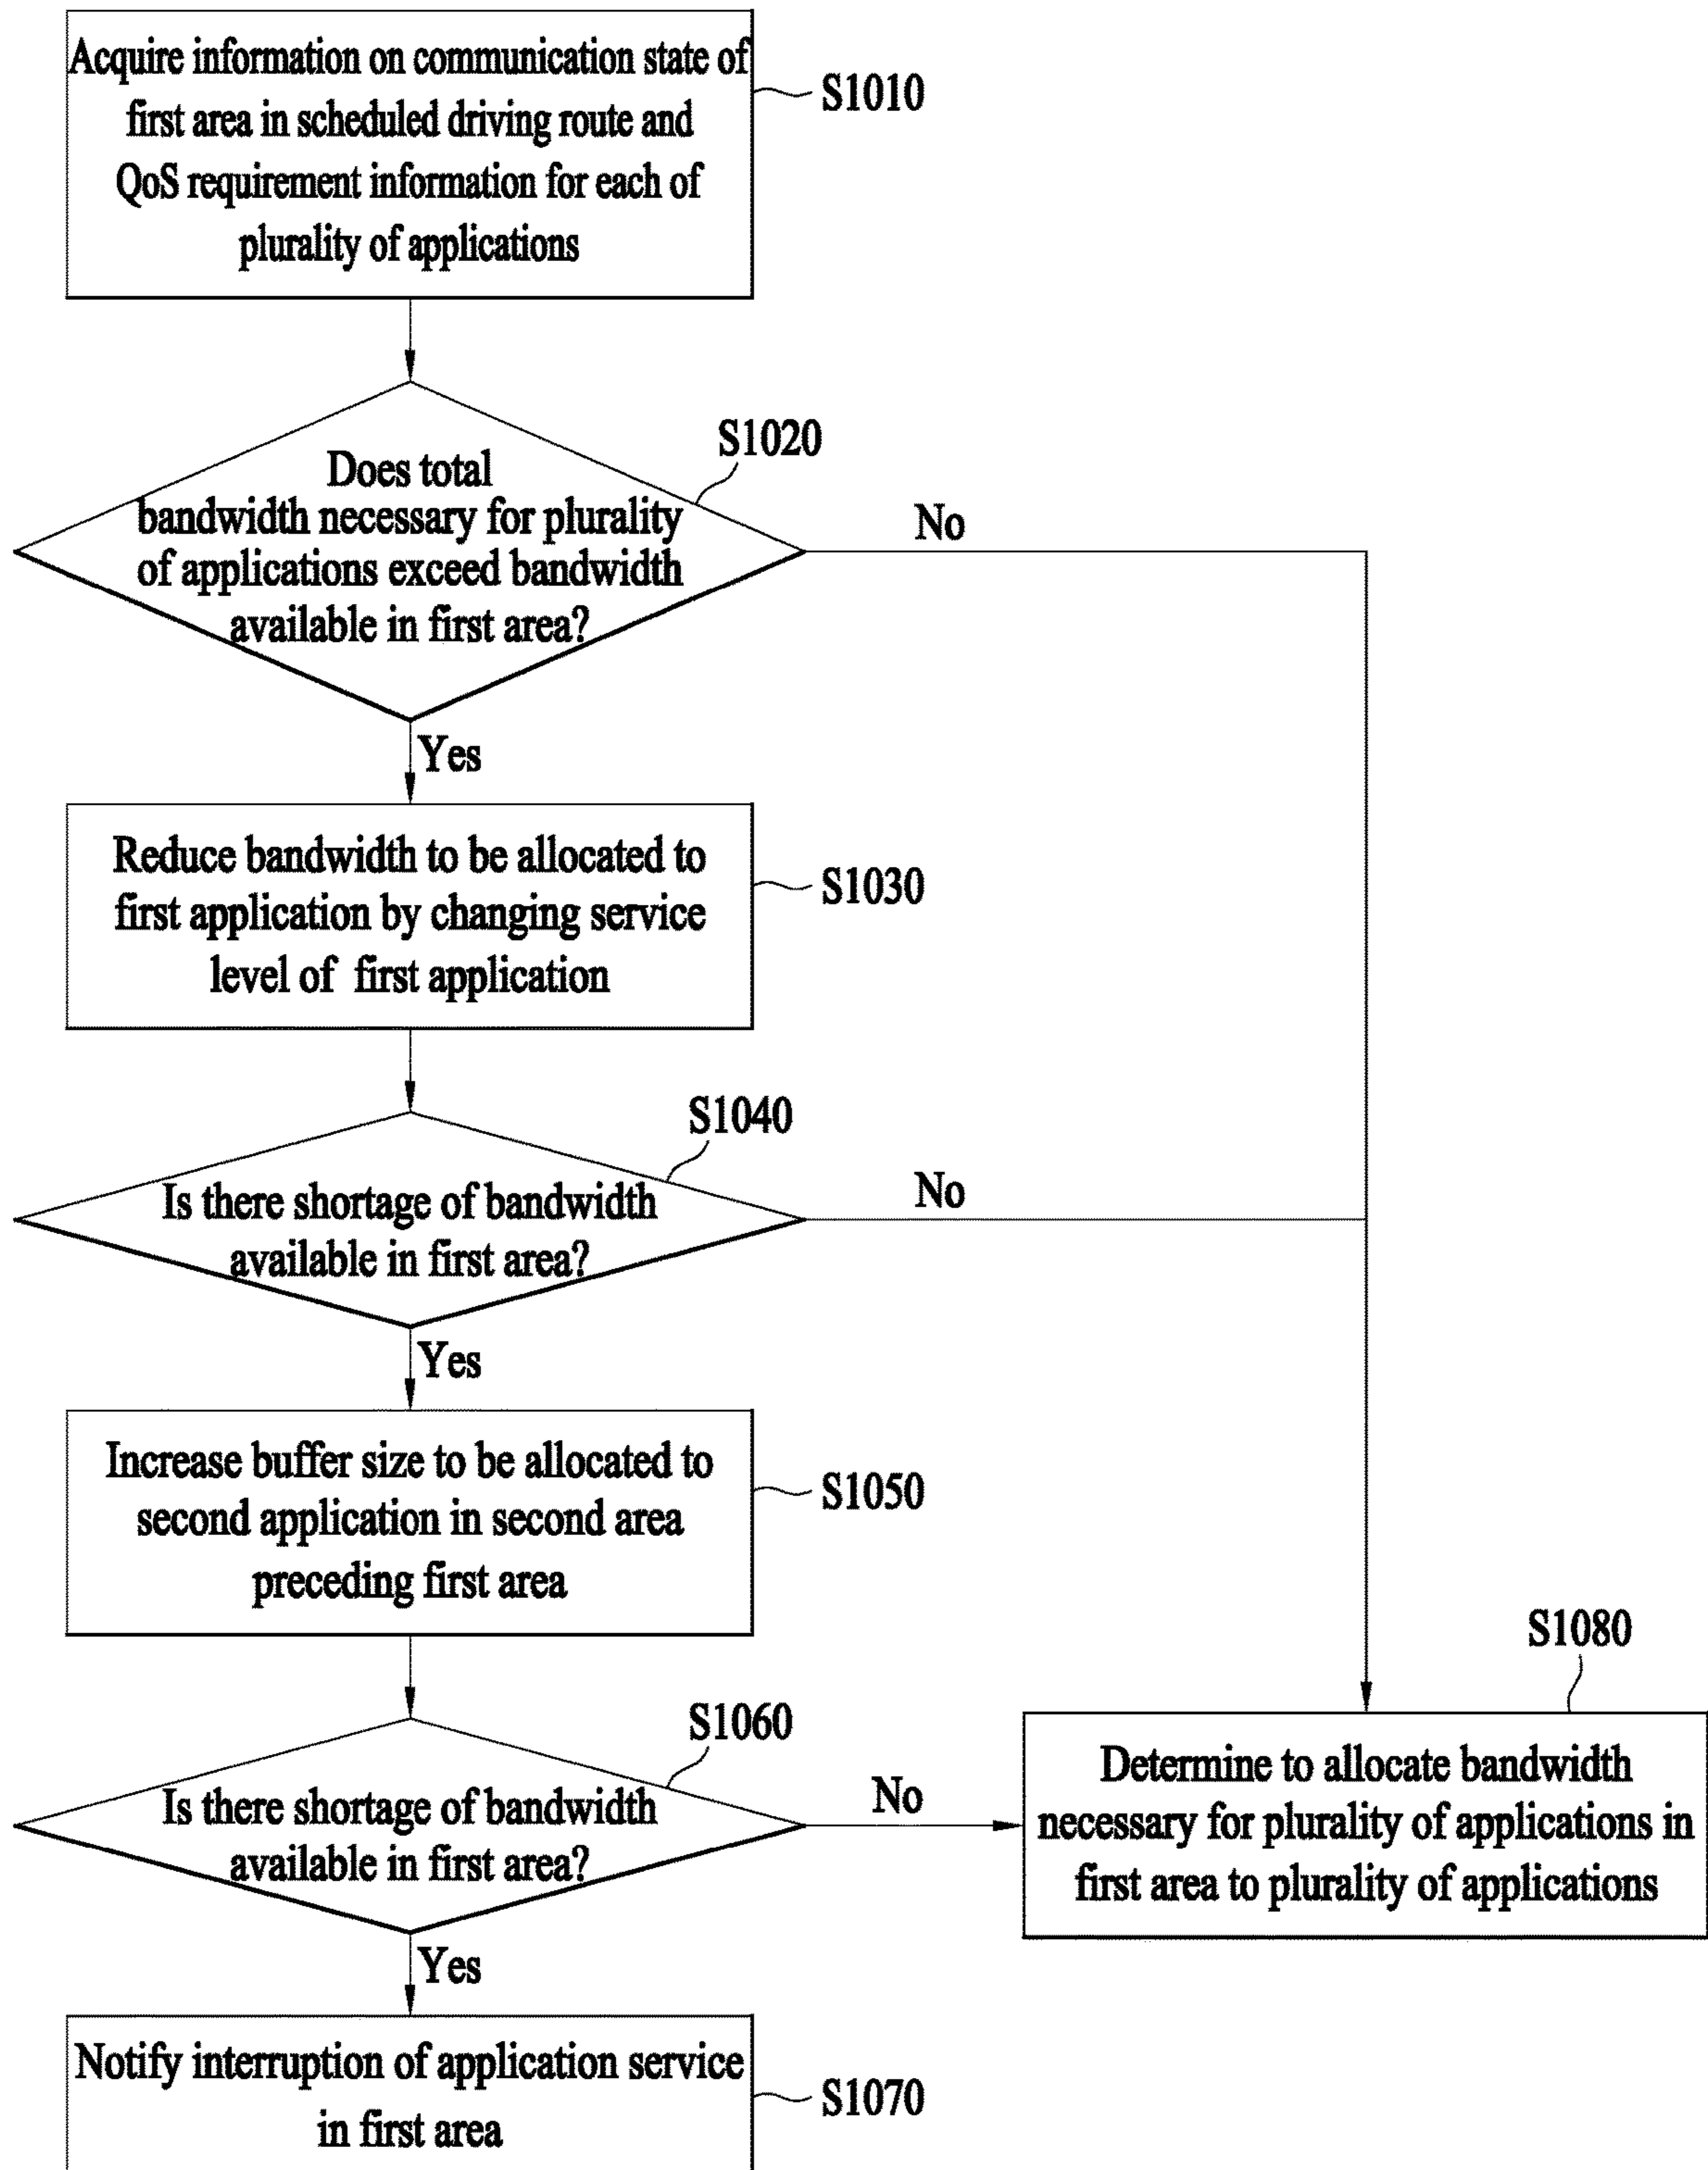 Acquire information on communication state of
first area in scheduled driving route and
QoS requirement information for each of
plurality of applications
S1010
S1020
Does total
bandwidth necessary for plurality
of applications exceed bandwidth
available in first area?
No
Yes
Reduce bandwidth to be allocated to
first application by changing service
level of first application
S1030
S1040
Is there shortage of bandwidth
available in first area?
No
Yes
Increase buffer size to be allocated to
second application in second area
preceding first area
S1050
S1060
Is there shortage of bandwidth
available in first area?
No
Yes
S1080
Determine to allocate bandwidth
necessary for plurality of applications in
first area to plurality of applications
Notify interruption of application service
in first area
S1070